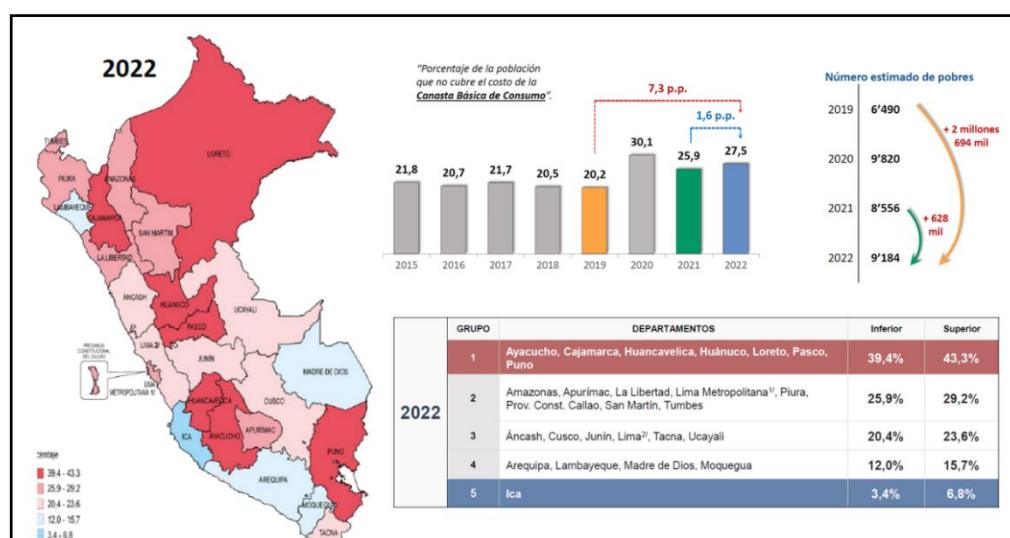 2022
TUMBES
PIURA
LAMBAYEQUE
CAJAMARCA
AMAZONAS
LORETO
SAN MARTIN
LA LIBERTAD
ÁNCASH
HUÁNUCO
PASCO
UCAYALI
PROVINCIA
CONSTITUCIONAL
DEL CALLAO
LIMA 2/
LIMA
METROPOLITANA 1/
JUNÍN
MADRE DE DIOS
HUANCAVELICA
CUSCO
ICA
AYACUCHO
APURÍMAC
PUNO
AREQUIPA
MOQUEGUA
TACNA
centaje
39,4 - 43,3
25,9 - 29,2
20,4 - 23,6
12,0 - 15,7
3,4 - 6,8
"Porcentaje de la población
que no cubre el costo de la
Canasta Básica de Consumo".
7,3 p.p.
1,6 p.p.
21,8
20,7
21,7
20,5
20,2
30,1
25,9
27,5
2015
2016
2017
2018
2019
2020
2021
2022
Número estimado de pobres
2019 6'490
+ 2 millones
694 mil
2020 9'820
2021 8'556
+ 628
mil
2022 9'184
2022
GRUPO DEPARTAMENTOS Inferior Superior
1 Ayacucho, Cajamarca, Huancavelica, Huánuco, Loreto, Pasco, 39,4% 43,3%
Puno
2 Amazonas, Apurímac, La Libertad, Lima Metropolitana1/, Piura, 25,9% 29,2%
Prov. Const. Callao, San Martín, Tumbes
3 Áncash, Cusco, Junín, Lima2/, Tacna, Ucayali 20,4% 23,6%
4 Arequipa, Lambayeque, Madre de Dios, Moquegua 12,0% 15,7%
5 Ica 3,4% 6,8%